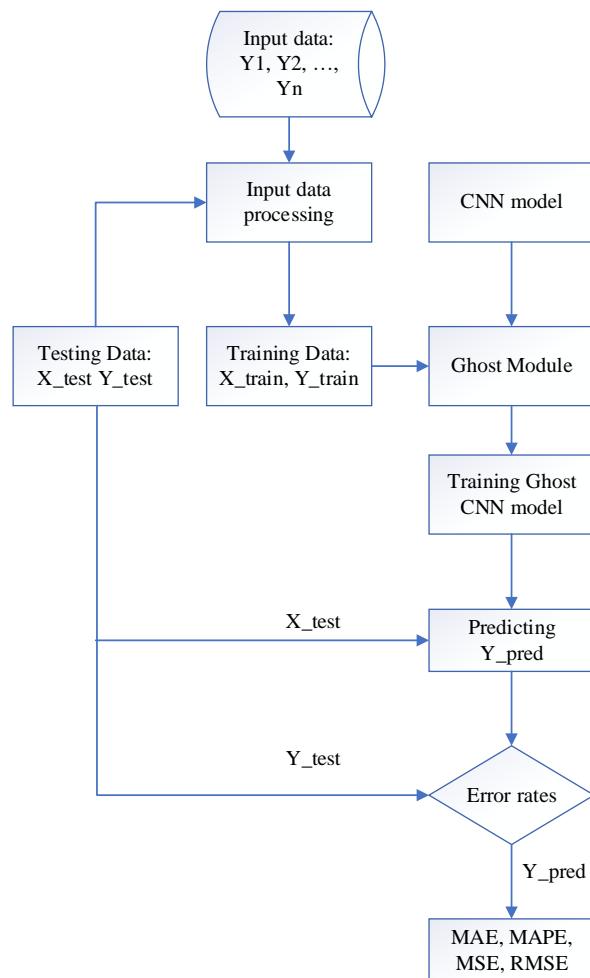 Input data:
Y1, Y2, …,
Yn
Input data
processing
CNN model
Testing Data:
X_test Y_test
Training Data:
X_train, Y_train
Ghost Module
Training Ghost
CNN model
X_test
Predicting
Y_pred
Y_test
Error rates
Y_pred
MAE, MAPE,
MSE, RMSE